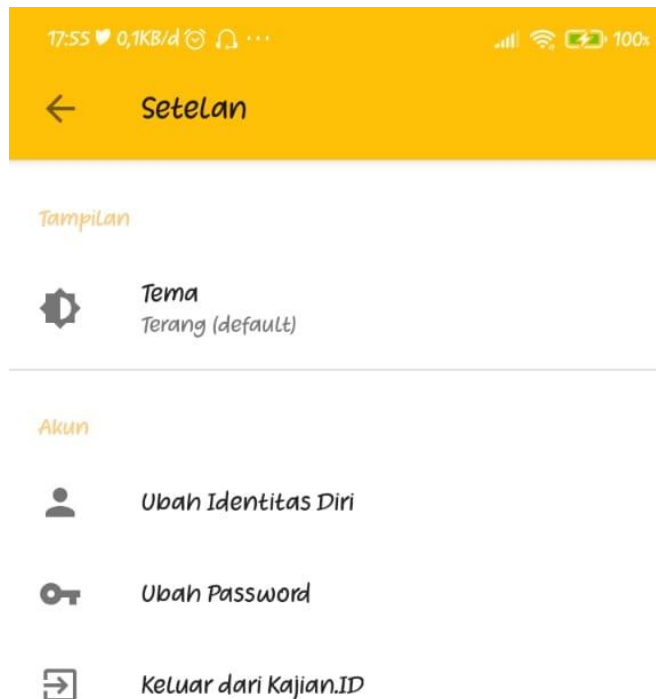 17:55 0,1KB/d ... 100%
Setelan
Tampilan
Tema
Terang (default)
Akun
Ubah Identitas Diri
Ubah Password
Keluar dari Kajian.ID